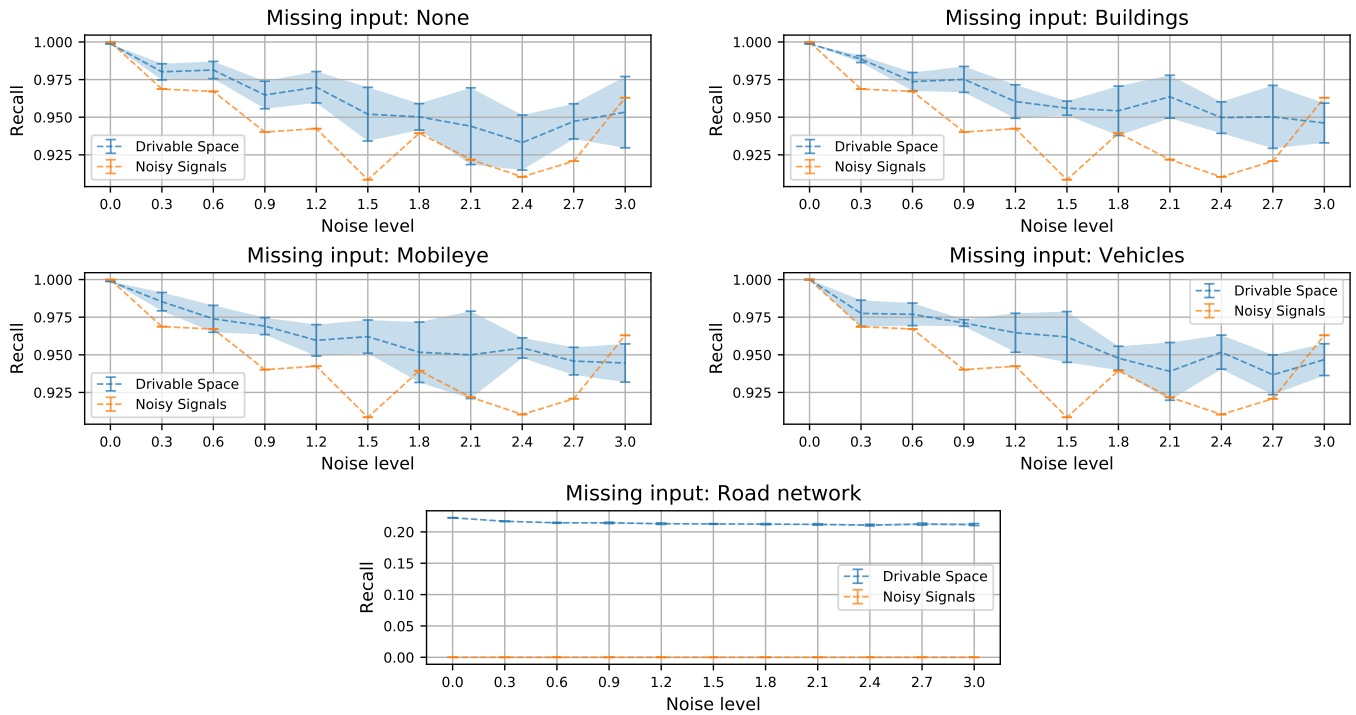 Missing input: None
1.000
0.975
0.950
0.925
Recall
Drivable Space
Noisy Signals
0.0 0.3 0.6 0.9 1.2 1.5 1.8 2.1 2.4 2.7 3.0
Noise level
Missing input: Buildings
1.000
0.975
0.950
0.925
Recall
Drivable Space
Noisy Signals
0.0 0.3 0.6 0.9 1.2 1.5 1.8 2.1 2.4 2.7 3.0
Noise level
Missing input: Mobileye
1.000
0.975
0.950
0.925
Recall
Drivable Space
Noisy Signals
0.0 0.3 0.6 0.9 1.2 1.5 1.8 2.1 2.4 2.7 3.0
Noise level
Missing input: Vehicles
1.000
0.975
0.950
0.925
Recall
Drivable Space
Noisy Signals
0.0 0.3 0.6 0.9 1.2 1.5 1.8 2.1 2.4 2.7 3.0
Noise level
Missing input: Road network
0.20
0.15
0.10
0.05
0.00
Recall
Drivable Space
Noisy Signals
0.0 0.3 0.6 0.9 1.2 1.5 1.8 2.1 2.4 2.7 3.0
Noise level